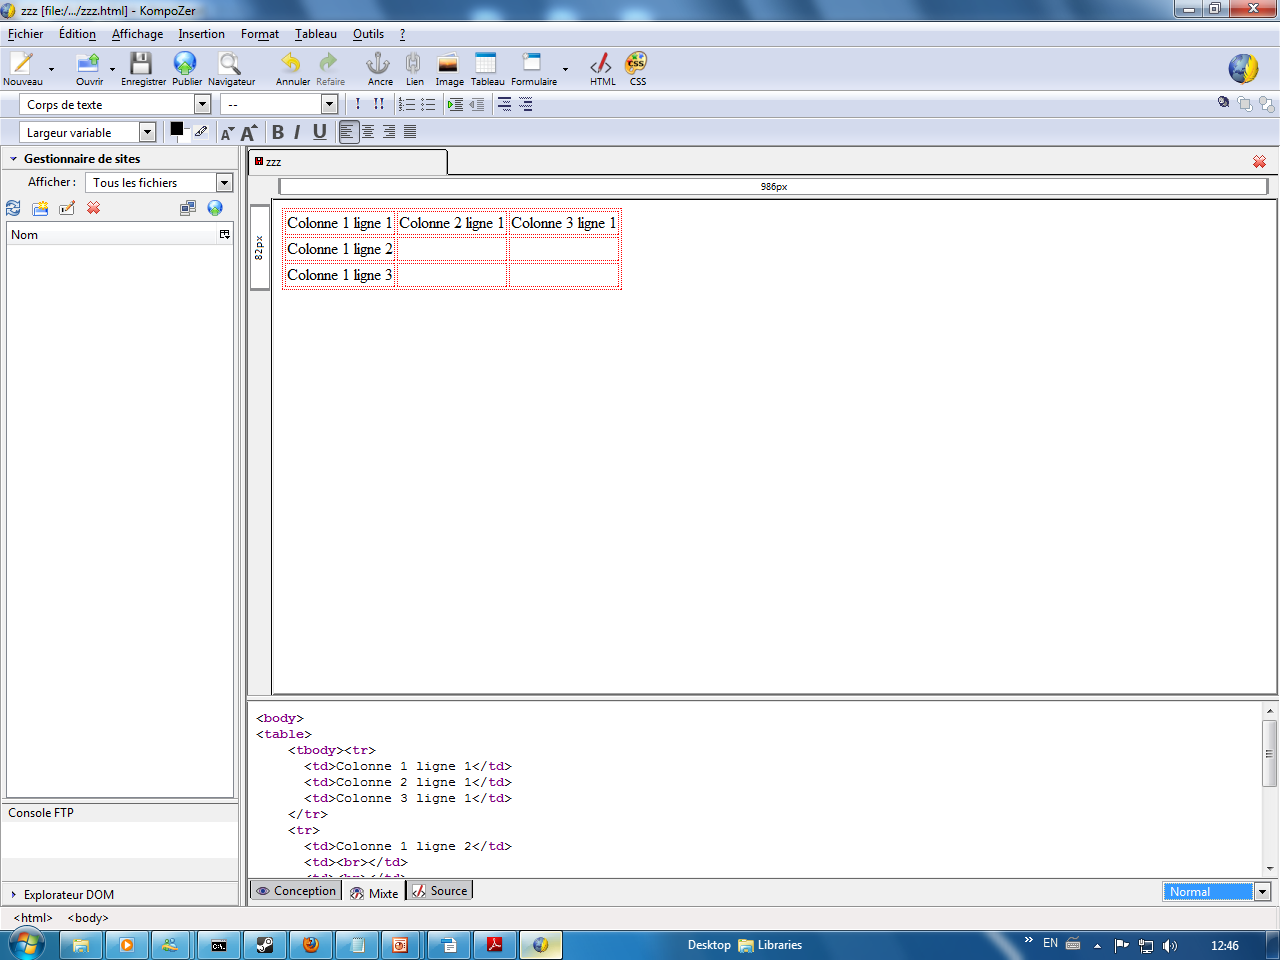 zzz [file:/.../zzz.html] - KompoZer
Fichier Édition Affichage Insertion Format Tableau Outils ?
Nouveau Ouvrir Enregistrer Publier Navigateur Annuler Refaire Ancre Lien Image Tableau Formulaire HTML CSS
Corps de texte -- ! !!
Largeur variable A A B I U
Gestionnaire de sites
Afficher : Tous les fichiers
Nom
Console FTP
Explorateur DOM
zzz
986px
82px
Colonne 1 ligne 1 Colonne 2 ligne 1 Colonne 3 ligne 1
Colonne 1 ligne 2
Colonne 1 ligne 3
<body>
<table>
<tbody><tr>
<td>Colonne 1 ligne 1</td>
<td>Colonne 2 ligne 1</td>
<td>Colonne 3 ligne 1</td>
</tr>
<tr>
<td>Colonne 1 ligne 2</td>
<td><br></td>
<td><br></td>
Conception Mixte Source Normal
<html> <body>
Desktop Libraries » EN 12:46